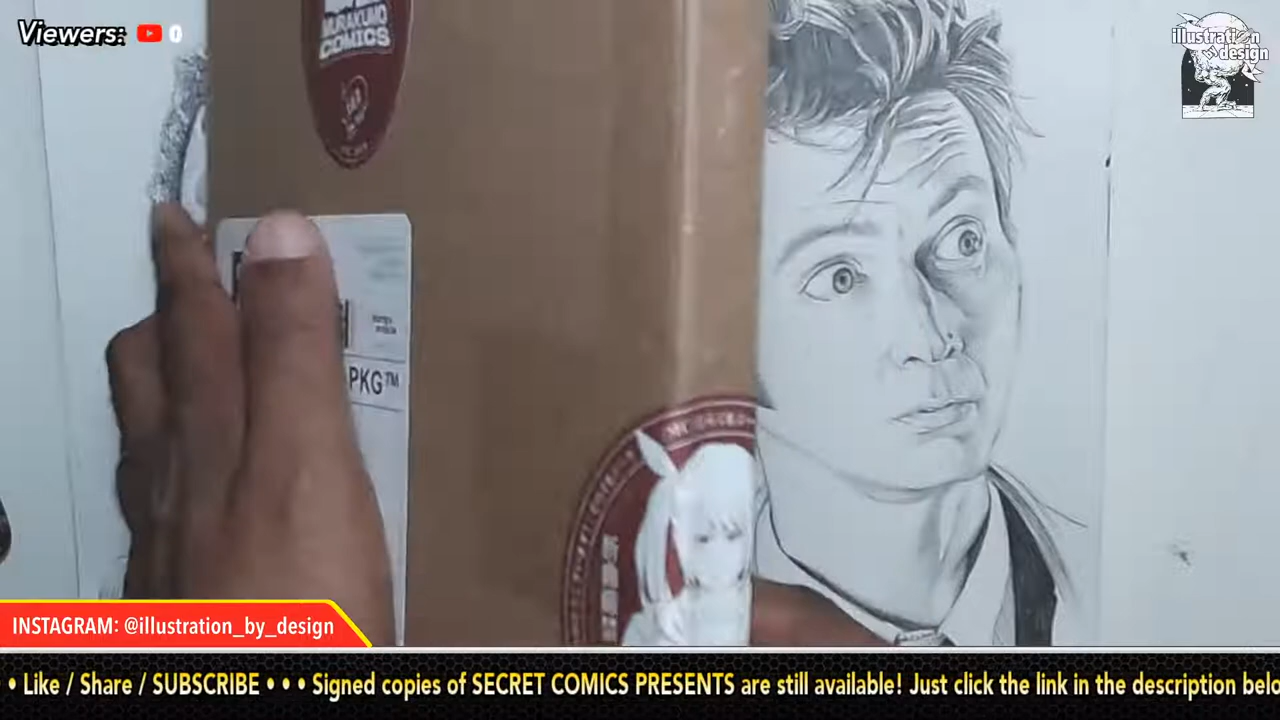 Viewers: 0
MURAKUMO
COMICS
illustration
by design
PKG™
INSTAGRAM: @illustration_by_design
• Like / Share / SUBSCRIBE • • • Signed copies of SECRET COMICS PRESENTS are still available! Just click the link in the description belo